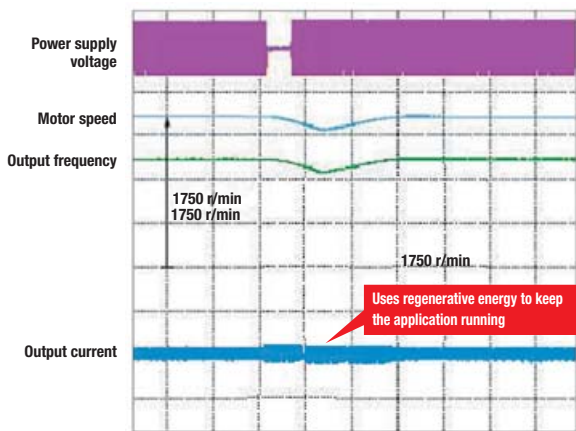 Power supply
voltage
Motor speed
Output frequency
1750 r/min
1750 r/min
1750 r/min
Uses regenerative energy to keep
the application running
Output current